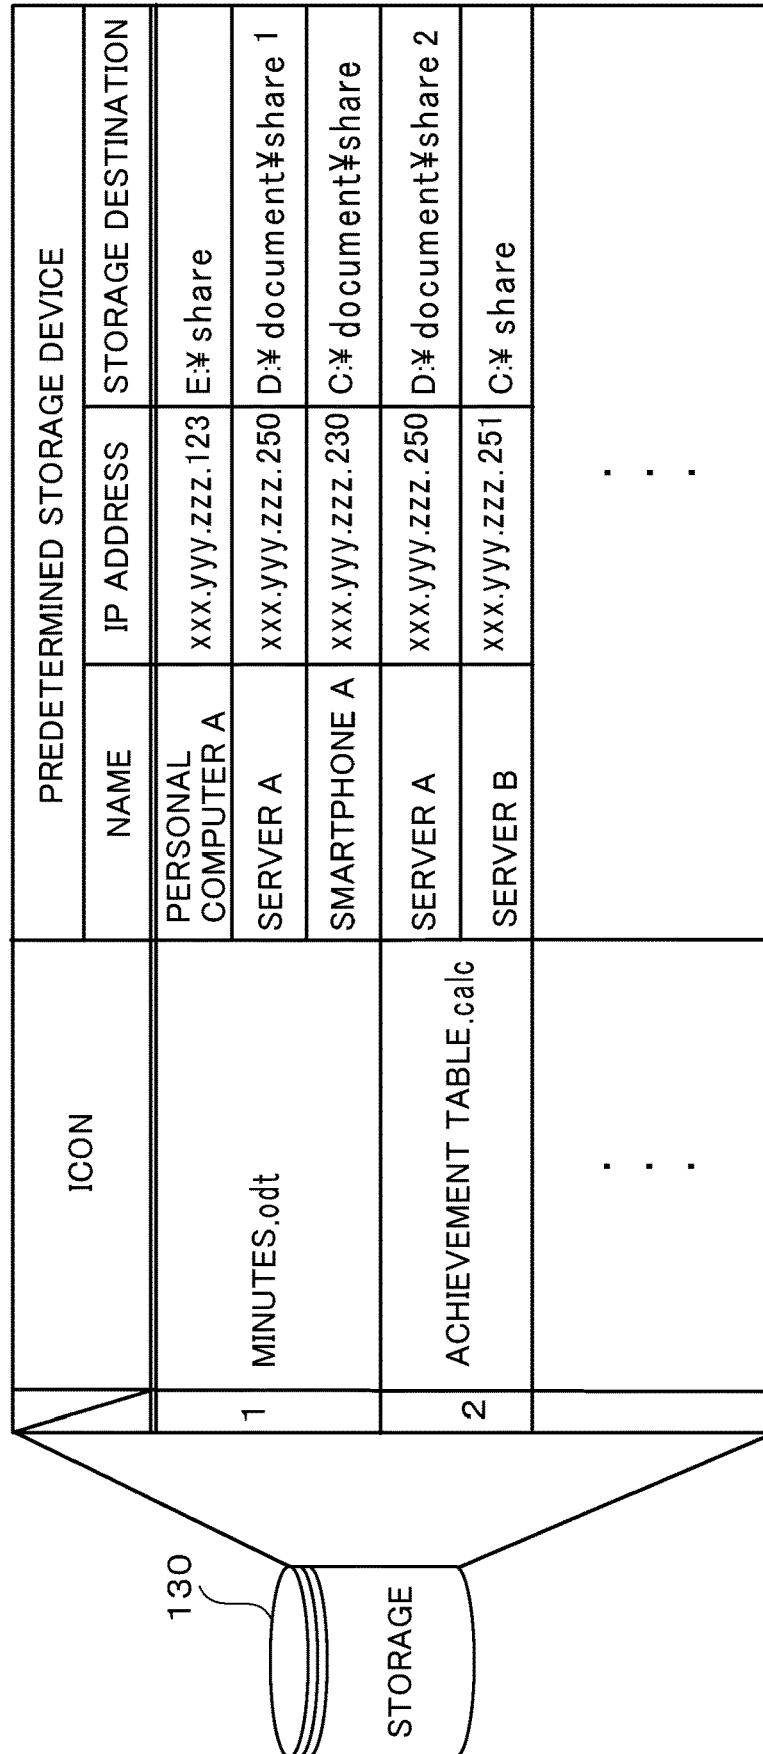 130
STORAGE
ICON
PREDETERMINED STORAGE DEVICE
NAME
IP ADDRESS
STORAGE DESTINATION
1
MINUTES.odt
PERSONAL
COMPUTER A
xxx.yyy.zzz.123
E:¥share
SERVER A
xxx.yyy.zzz.250
D:¥document¥share 1
SMARTPHONE A
xxx.yyy.zzz.230
C:¥document¥share
2
ACHIEVEMENT TABLE.calc
SERVER A
xxx.yyy.zzz.250
D:¥document¥share 2
SERVER B
xxx.yyy.zzz.251
C:¥share
. . .
. . .